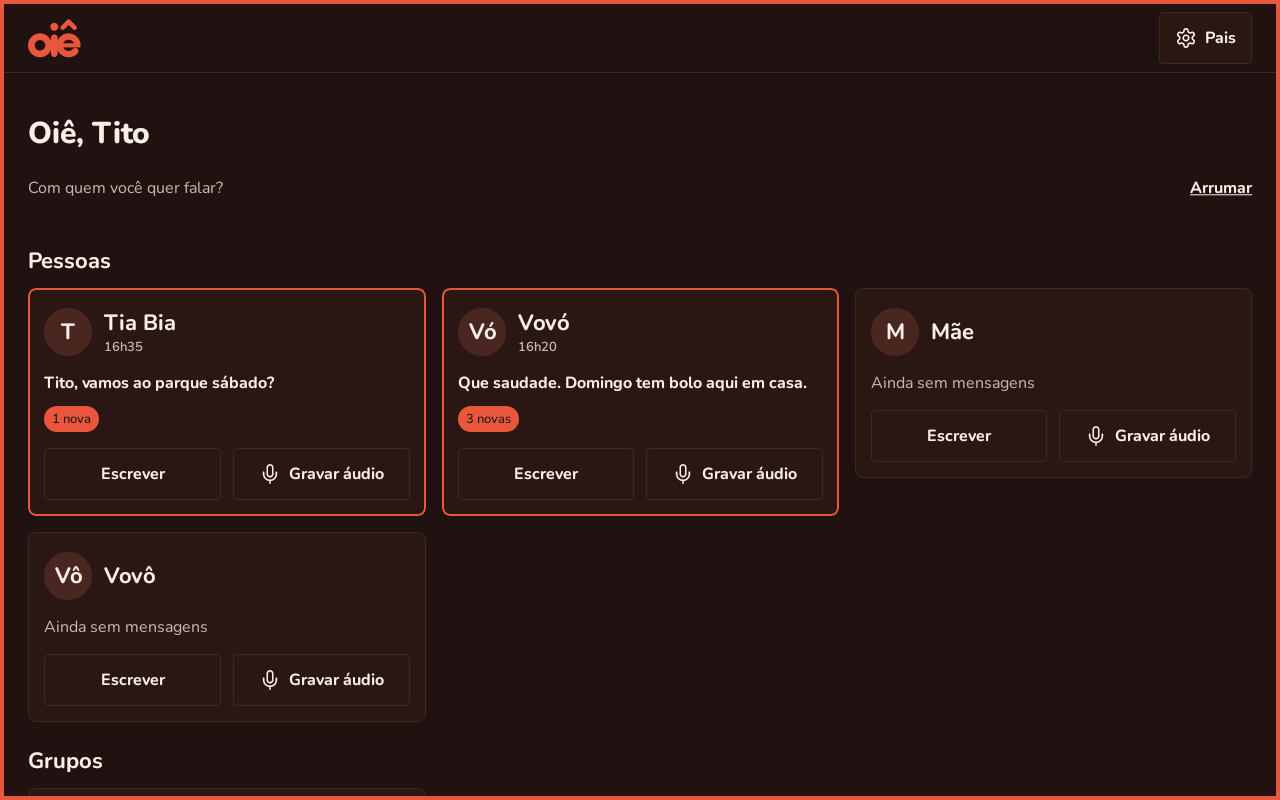 oiê
Pais
Oiê, Tito
Com quem você quer falar?
Arrumar
Pessoas
T
Tia Bia
16h35
Tito, vamos ao parque sábado?
1 nova
Escrever
Gravar áudio
Vó
Vovó
16h20
Que saudade. Domingo tem bolo aqui em casa.
3 novas
Escrever
Gravar áudio
M
Mãe
Ainda sem mensagens
Escrever
Gravar áudio
Vô
Vovô
Ainda sem mensagens
Escrever
Gravar áudio
Grupos